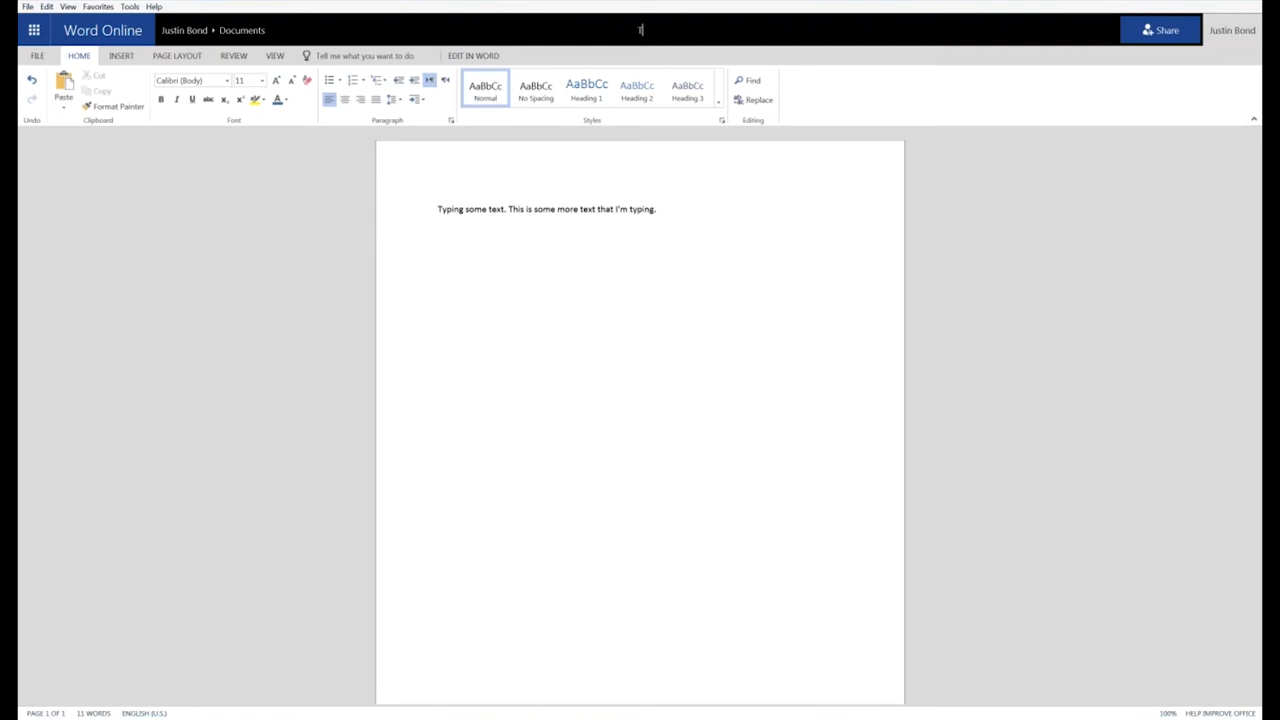 File Edit View Favorites Tools Help
Word Online Justin Bond Documents T Share Justin Bond
FILE HOME INSERT PAGE LAYOUT REVIEW VIEW Tell me what you want to do EDIT IN WORD
Cut Calibri (Body) 11 Find
Paste Copy AaBbCc AaBbCc AaBbCc AaBbCc AaBbCc
Format Painter B I U abc x₂ x² A Normal No Spacing Heading 1 Heading 2 Heading 3 Replace
Undo Clipboard Font Paragraph Styles Editing
Typing some text. This is some more text that I'm typing.
PAGE 1 OF 1 11 WORDS ENGLISH (U.S.) 100% HELP IMPROVE OFFICE